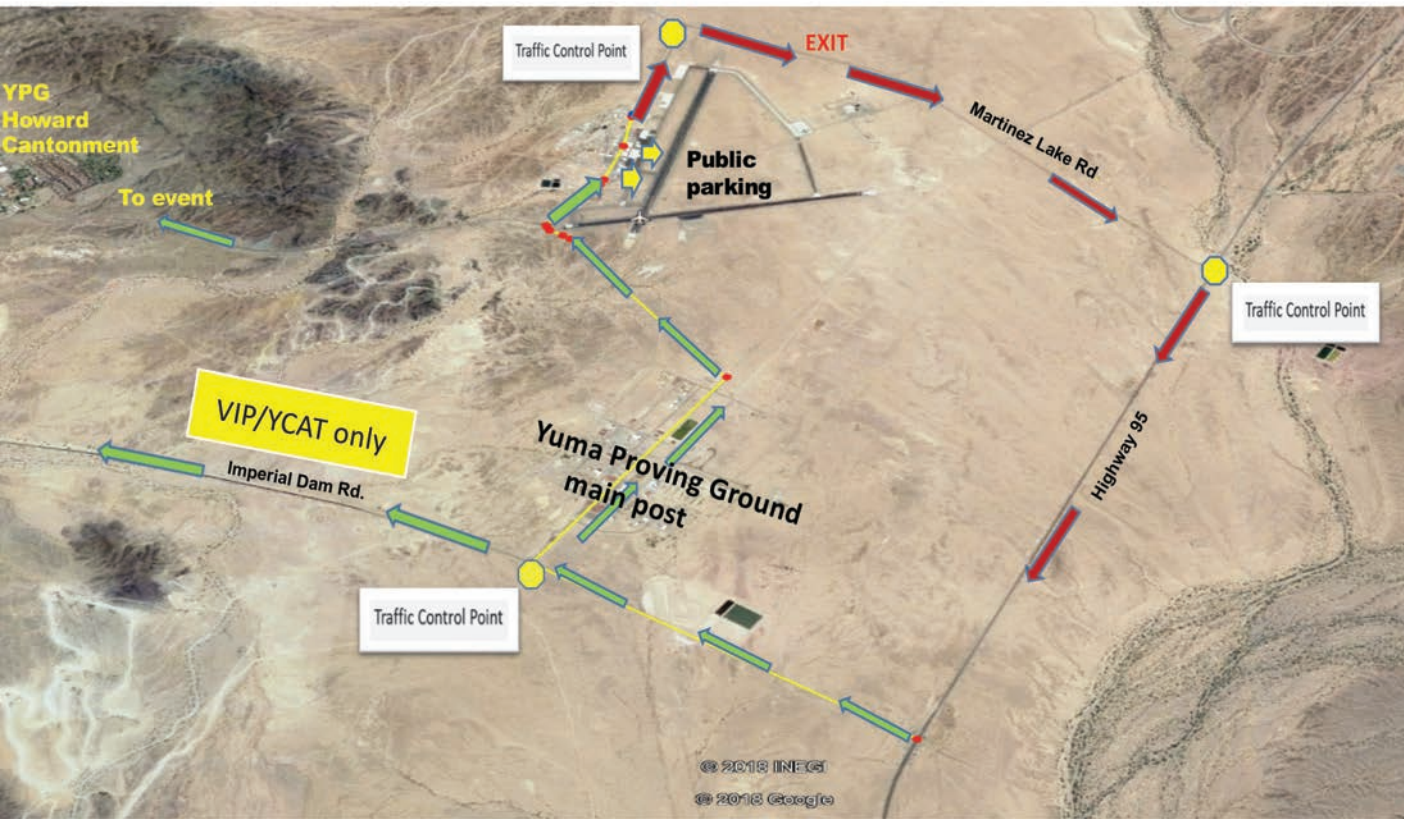 Traffic Control Point
EXIT
YPG
Howard
Cantonment
Martinez Lake Rd
Public
parking
To event
Traffic Control Point
VIP/YCAT only
Imperial Dam Rd.
Highway 95
Yuma Proving Ground
main post
Traffic Control Point
© 2018 INEGI
© 2018 Google